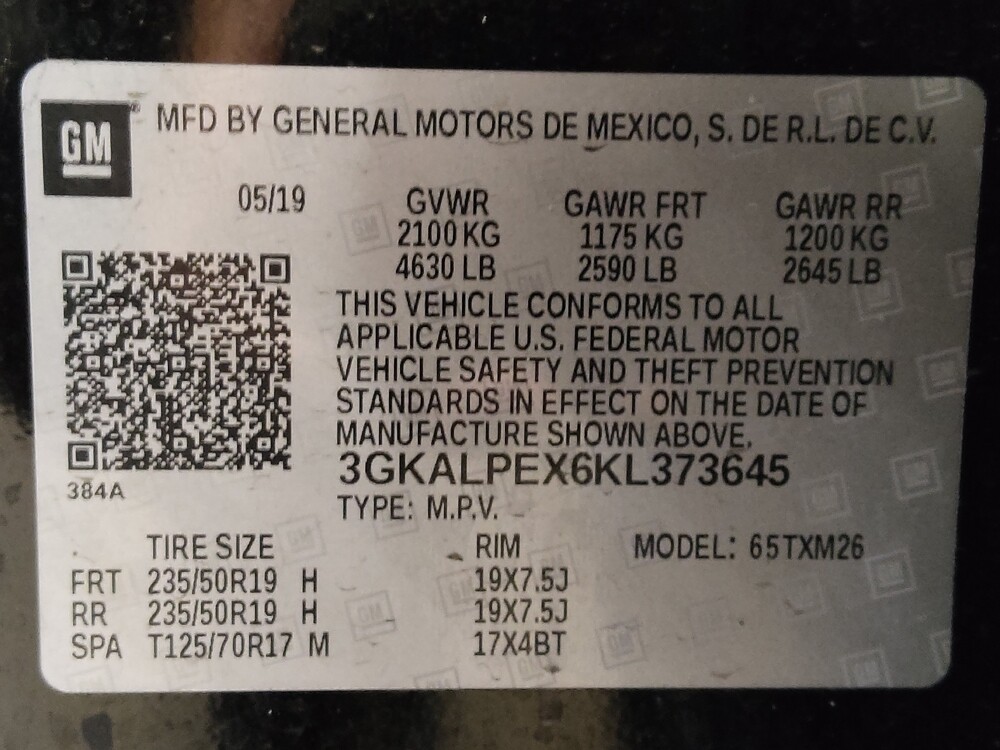 GM ® MFD BY GENERAL MOTORS DE MEXICO, S. DE R.L. DE C.V.
05/19 GVWR GAWR FRT GAWR RR
2100 KG 1175 KG 1200 KG
4630 LB 2590 LB 2645 LB
THIS VEHICLE CONFORMS TO ALL
APPLICABLE U.S. FEDERAL MOTOR
VEHICLE SAFETY AND THEFT PREVENTION
STANDARDS IN EFFECT ON THE DATE OF
MANUFACTURE SHOWN ABOVE.
3GKALPEX6KL373645
384A
TYPE: M.P.V.
TIRE SIZE RIM MODEL: 65TXM26
FRT 235/50R19 H 19X7.5J
RR 235/50R19 H 19X7.5J
SPA T125/70R17 M 17X4BT